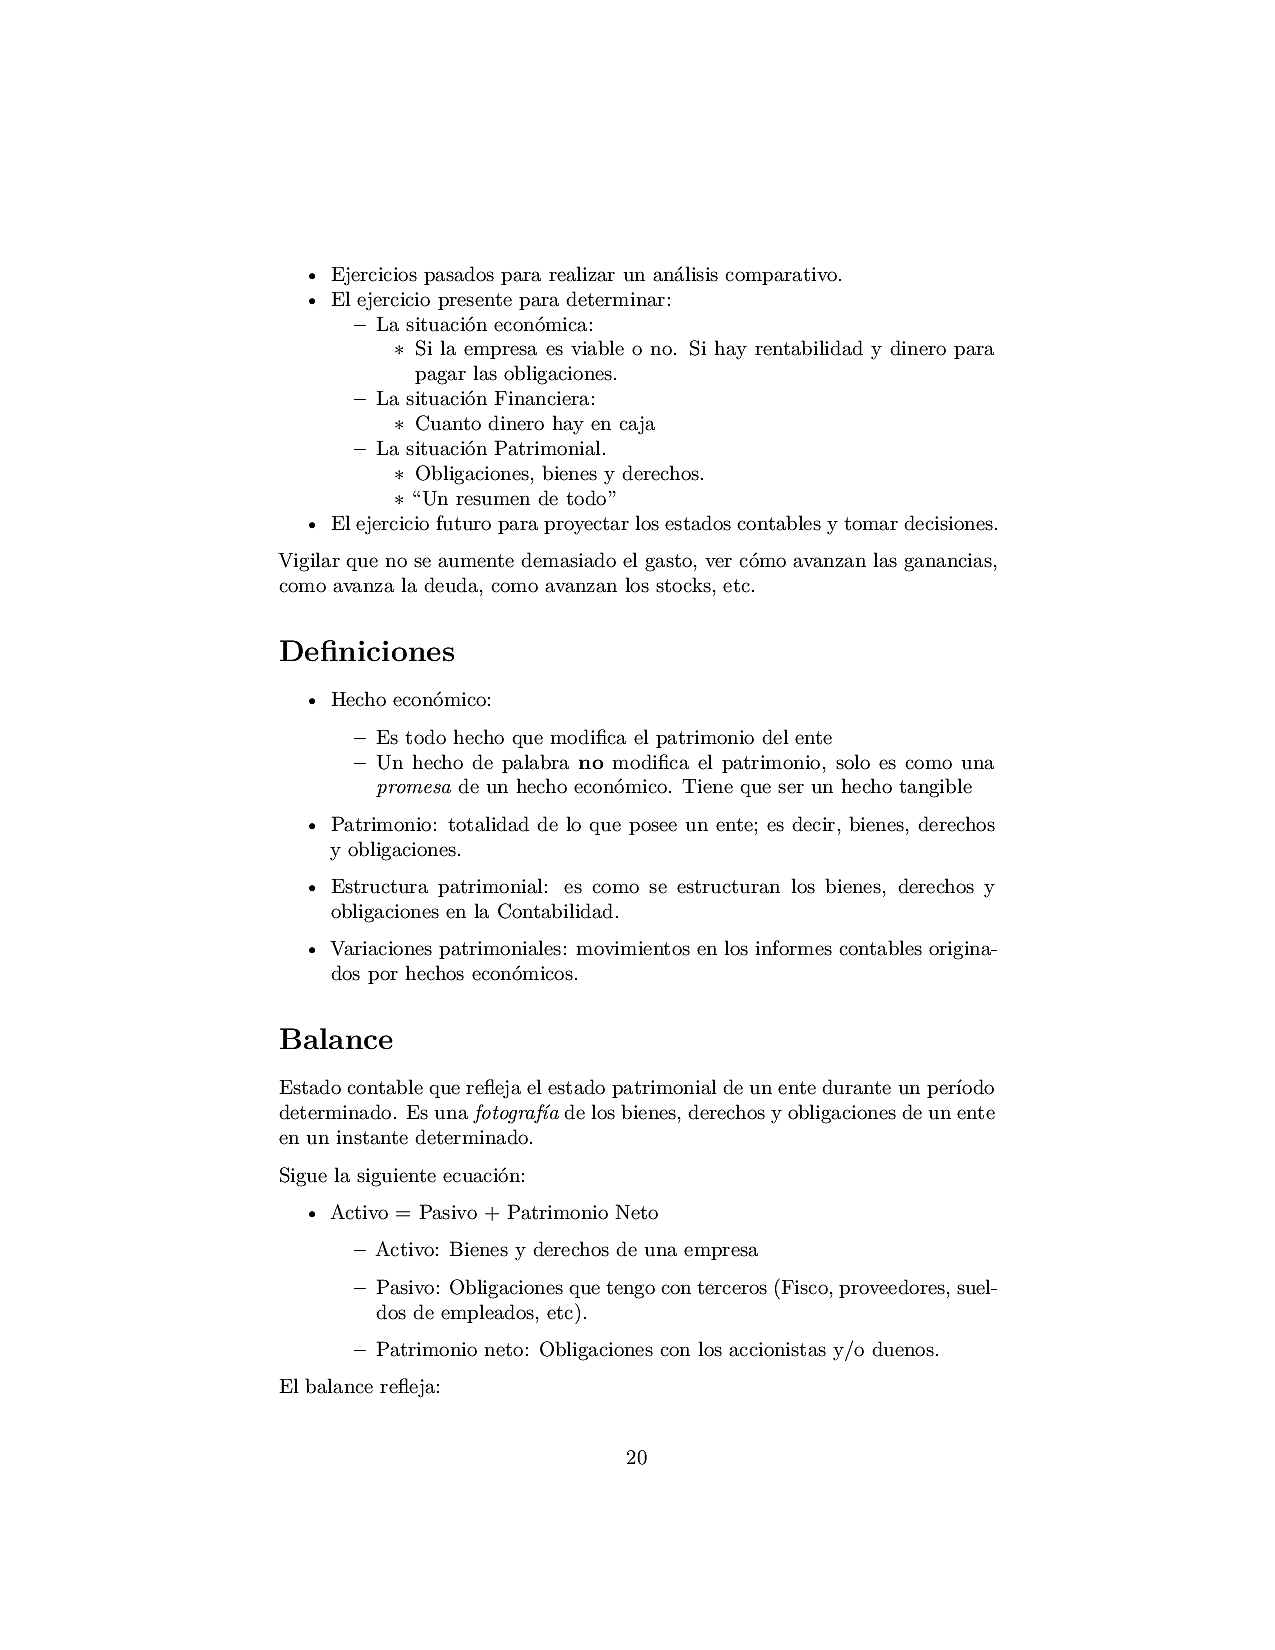 • Ejercicios pasados para realizar un análisis comparativo.
• El ejercicio presente para determinar:
– La situación económica:
∗ Si la empresa es viable o no. Si hay rentabilidad y dinero para
pagar las obligaciones.
– La situación Financiera:
∗ Cuanto dinero hay en caja
– La situación Patrimonial.
∗ Obligaciones, bienes y derechos.
∗ “Un resumen de todo”
• El ejercicio futuro para proyectar los estados contables y tomar decisiones.
Vigilar que no se aumente demasiado el gasto, ver cómo avanzan las ganancias,
como avanza la deuda, como avanzan los stocks, etc.
Definiciones
• Hecho económico:
– Es todo hecho que modifica el patrimonio del ente
– Un hecho de palabra no modifica el patrimonio, solo es como una
promesa de un hecho económico. Tiene que ser un hecho tangible
• Patrimonio: totalidad de lo que posee un ente; es decir, bienes, derechos
y obligaciones.
• Estructura patrimonial: es como se estructuran los bienes, derechos y
obligaciones en la Contabilidad.
• Variaciones patrimoniales: movimientos en los informes contables origina-
dos por hechos económicos.
Balance
Estado contable que refleja el estado patrimonial de un ente durante un período
determinado. Es una fotografía de los bienes, derechos y obligaciones de un ente
en un instante determinado.
Sigue la siguiente ecuación:
• Activo = Pasivo + Patrimonio Neto
– Activo: Bienes y derechos de una empresa
– Pasivo: Obligaciones que tengo con terceros (Fisco, proveedores, suel-
dos de empleados, etc).
– Patrimonio neto: Obligaciones con los accionistas y/o duenos.
El balance refleja:
20